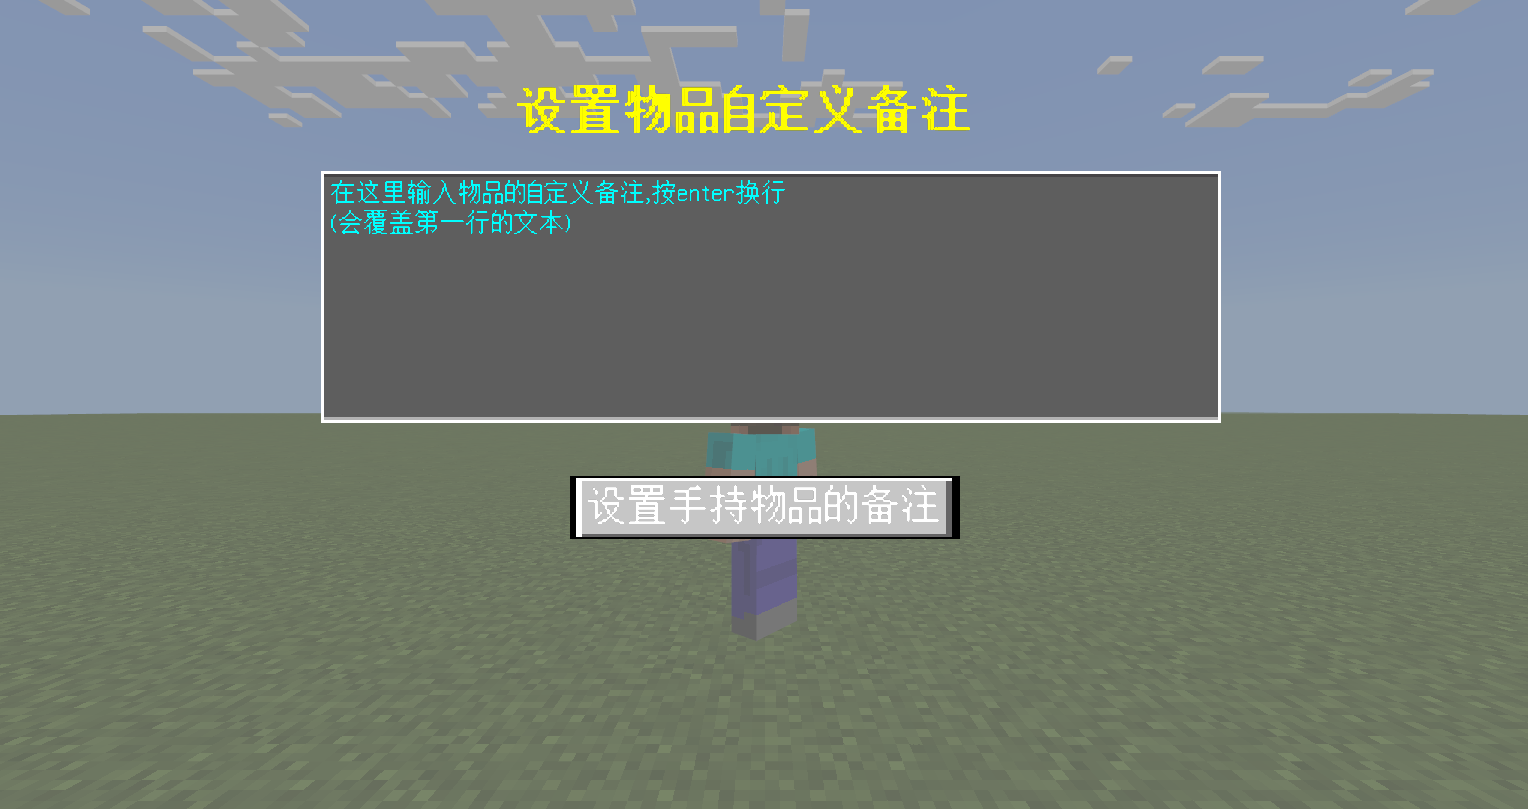 设置物品自定义备注
在这里输入物品的自定义备注,按enter换行
(会覆盖第一行的文本)
设置手持物品的备注